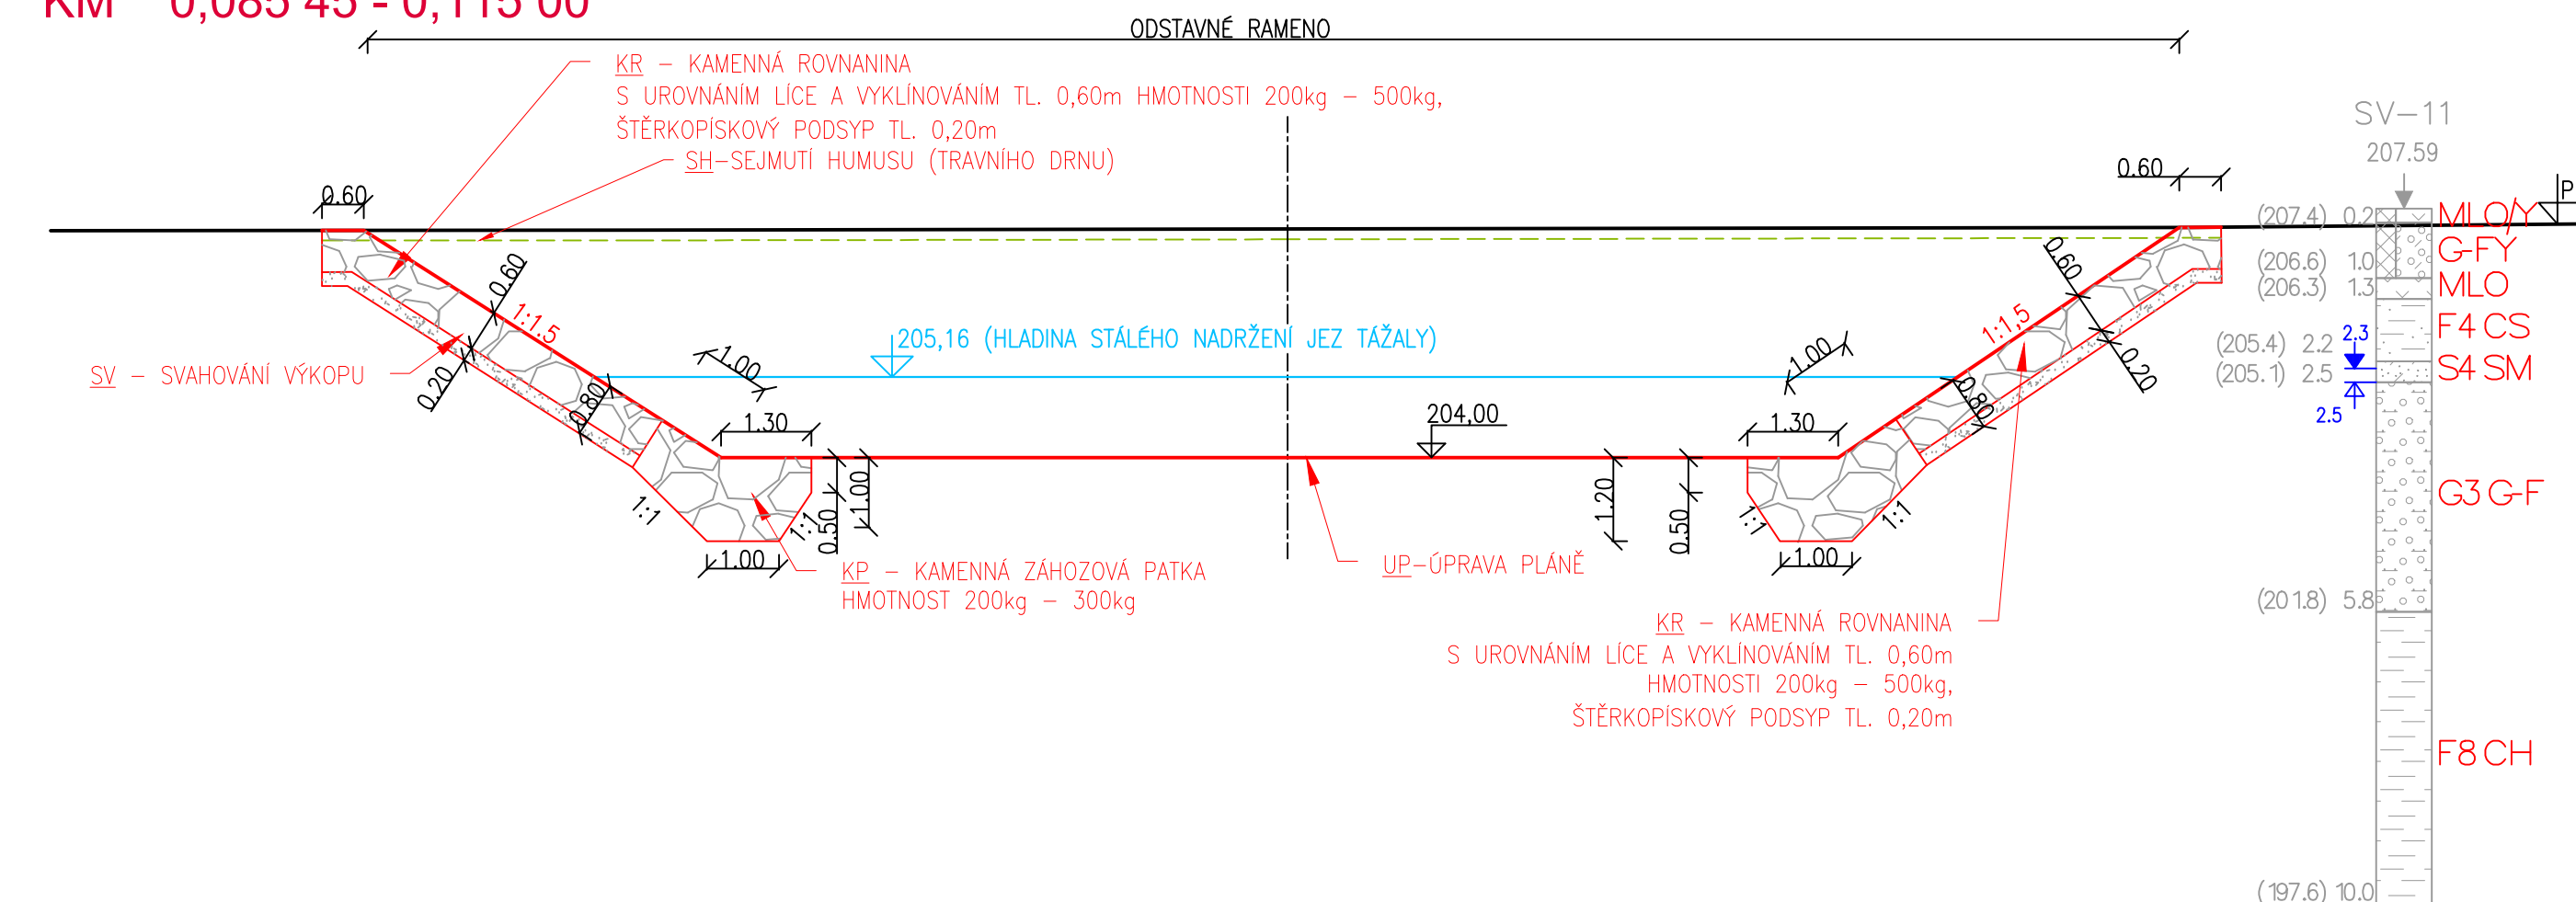 KM 0,085 45 - 0,115 00
ODSTAVNÉ RAMENO
KR - KAMENNÁ ROVNANINA
S UROVNÁNÍM LÍCE A VYKLÍNOVÁNÍM TL. 0,60m HMOTNOSTI 200kg - 500kg,
ŠTĚRKOPÍSKOVÝ PODSYP TL. 0,20m
SH-SEJMUTÍ HUMUSU (TRAVNÍHO DRNU)
0.60
0.60
1:1.5
SV - SVAHOVÁNÍ VÝKOPU
0.20
0.80
1.00
205,16 (HLADINA STÁLÉHO NADRŽENÍ JEZ TÁŽALY)
1.30
204,00
1:1
1:1
0.50
1.00
1.00
KP - KAMENNÁ ZÁHOZOVÁ PATKA
HMOTNOST 200kg - 300kg
UP-ÚPRAVA PLÁNĚ
1.20
0.50
1.30
1.00
1:1
1:1
1.00
0.80
1:1,5
0.60
0.20
0.60
KR - KAMENNÁ ROVNANINA
S UROVNÁNÍM LÍCE A VYKLÍNOVÁNÍM TL. 0,60m
HMOTNOSTI 200kg - 500kg,
ŠTĚRKOPÍSKOVÝ PODSYP TL. 0,20m
SV-11
207.59
P
(207.4) 0.2 MLO/Y
G-FY
(206.6) 1.0
(206.3) 1.3 MLO
F4 CS
(205.4) 2.2 2.3
(205.1) 2.5 S4 SM
2.5
G3 G-F
(201.8) 5.8
F8 CH
(197.6) 10.0